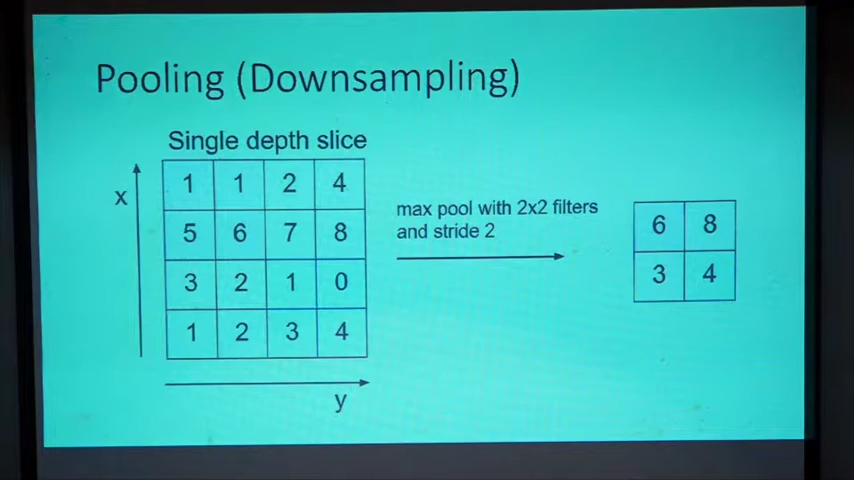 Pooling (Downsampling)
Single depth slice
x
1 1 2 4
5 6 7 8
3 2 1 0
1 2 3 4
y
max pool with 2x2 filters
and stride 2
6 8
3 4